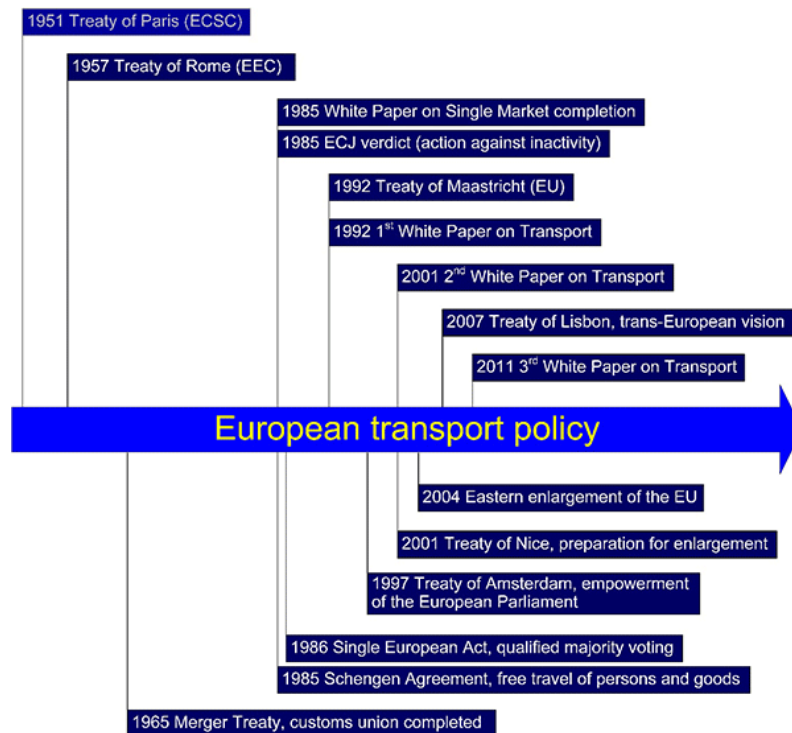 1951 Treaty of Paris (ECSC)
1957 Treaty of Rome (EEC)
1985 White Paper on Single Market completion
1985 ECJ verdict (action against inactivity)
1992 Treaty of Maastricht (EU)
1992 1st White Paper on Transport
2001 2nd White Paper on Transport
2007 Treaty of Lisbon, trans-European vision
2011 3rd White Paper on Transport
European transport policy
2004 Eastern enlargement of the EU
2001 Treaty of Nice, preparation for enlargement
1997 Treaty of Amsterdam, empowerment
of the European Parliament
1986 Single European Act, qualified majority voting
1985 Schengen Agreement, free travel of persons and goods
1965 Merger Treaty, customs union completed